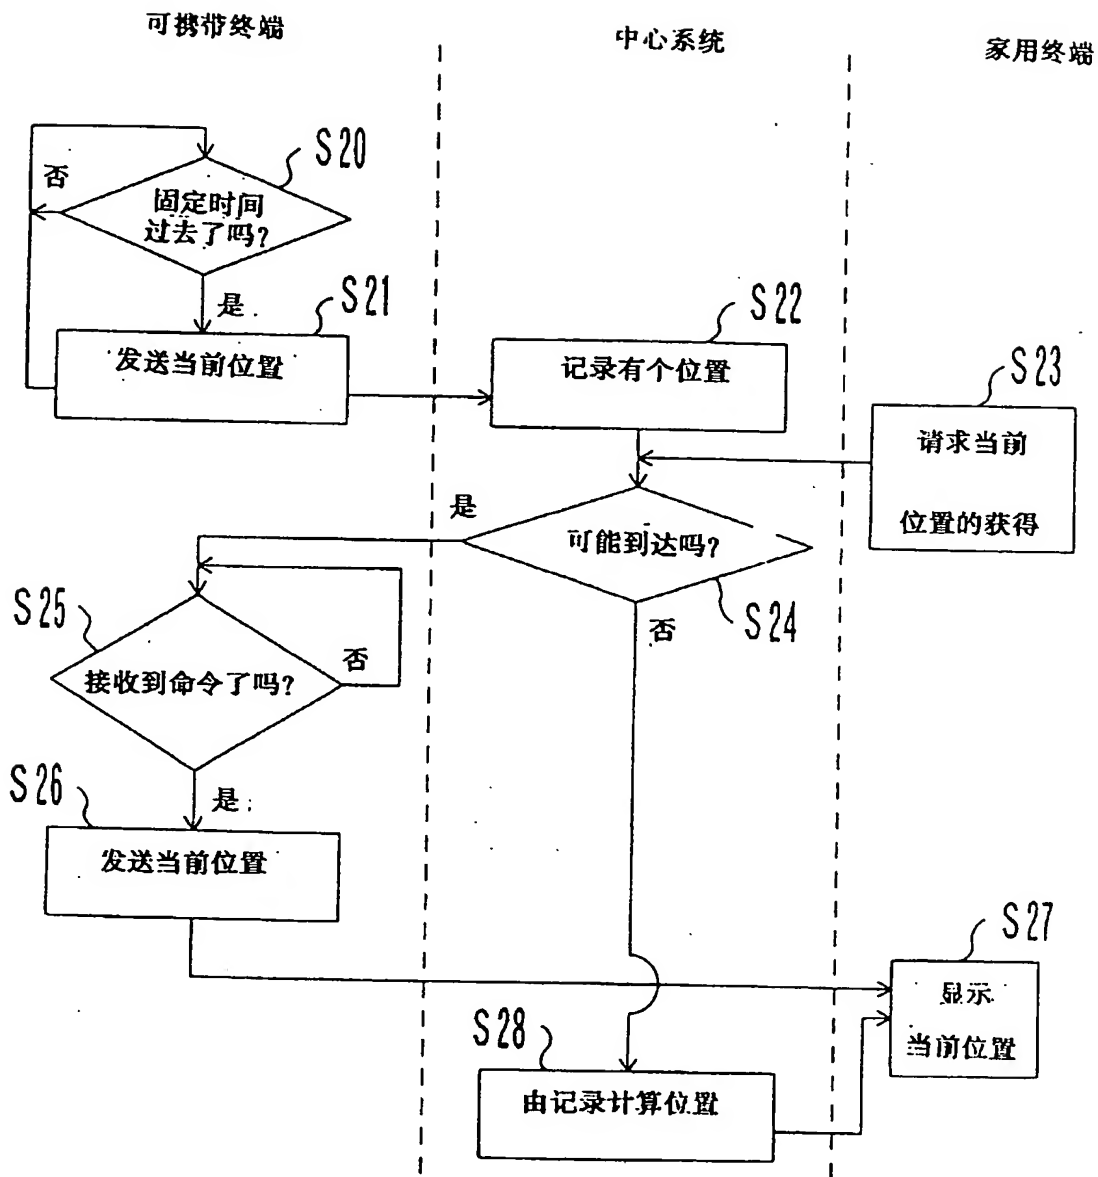 可携带终端
中心系统
家用终端
S20
否
固定时间
过去了吗?
是
S21
发送当前位置
S22
记录有个位置
S23
请求当前
位置的获得
是
可能到达吗?
S24
否
S25
接收到命令了吗?
否
S26
是
发送当前位置
S27
显示
当前位置
S28
由记录计算位置